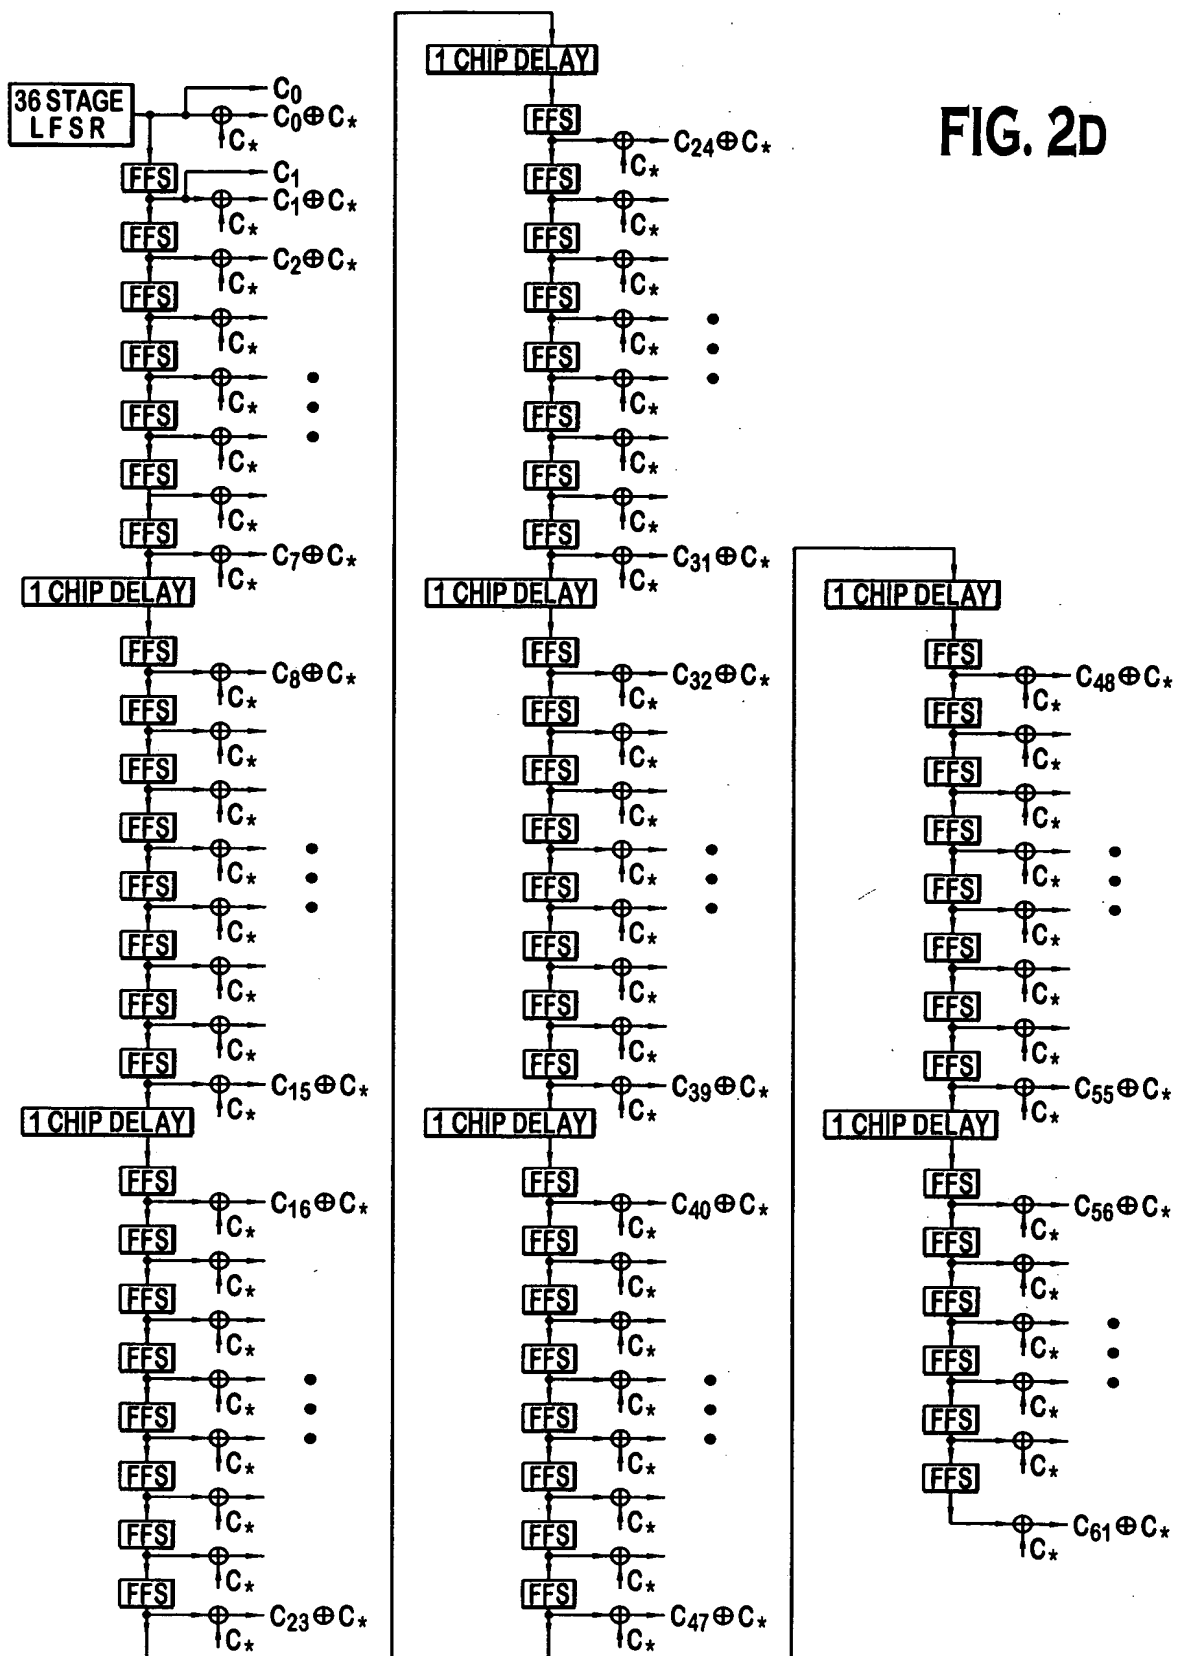 FIG. 2D
36 STAGE
LFSR
C₀
C₀⊕C*
C*
FFS
C₁
C₁⊕C*
C*
FFS
C₂⊕C*
C*
FFS
C*
FFS
C*
FFS
C*
FFS
C*
FFS
C₇⊕C*
C*
1 CHIP DELAY
FFS
C₈⊕C*
C*
FFS
C*
FFS
C*
FFS
C*
FFS
C*
FFS
C*
FFS
C*
FFS
C₁₅⊕C*
C*
1 CHIP DELAY
FFS
C₁₆⊕C*
C*
FFS
C*
FFS
C*
FFS
C*
FFS
C*
FFS
C*
FFS
C*
FFS
C₂₃⊕C*
C*
1 CHIP DELAY
FFS
C₂₄⊕C*
C*
FFS
C*
FFS
C*
FFS
C*
FFS
C*
FFS
C*
FFS
C*
FFS
C₃₁⊕C*
C*
1 CHIP DELAY
FFS
C₃₂⊕C*
C*
FFS
C*
FFS
C*
FFS
C*
FFS
C*
FFS
C*
FFS
C*
FFS
C₃₉⊕C*
C*
1 CHIP DELAY
FFS
C₄₀⊕C*
C*
FFS
C*
FFS
C*
FFS
C*
FFS
C*
FFS
C*
FFS
C*
FFS
C₄₇⊕C*
C*
1 CHIP DELAY
FFS
C₄₈⊕C*
C*
FFS
C*
FFS
C*
FFS
C*
FFS
C*
FFS
C*
FFS
C*
FFS
C₅₅⊕C*
C*
1 CHIP DELAY
FFS
C₅₆⊕C*
C*
FFS
C*
FFS
C*
FFS
C*
FFS
C*
FFS
C₆₁⊕C*
C*